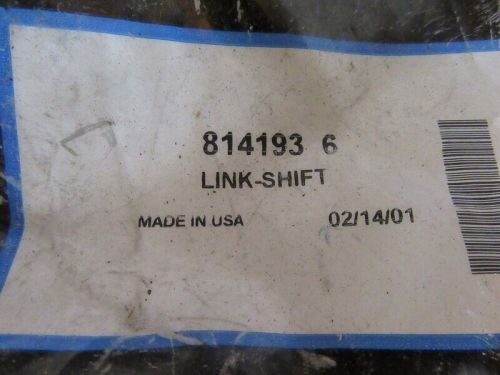 814193 6
LINK-SHIFT
MADE IN USA 02/14/01